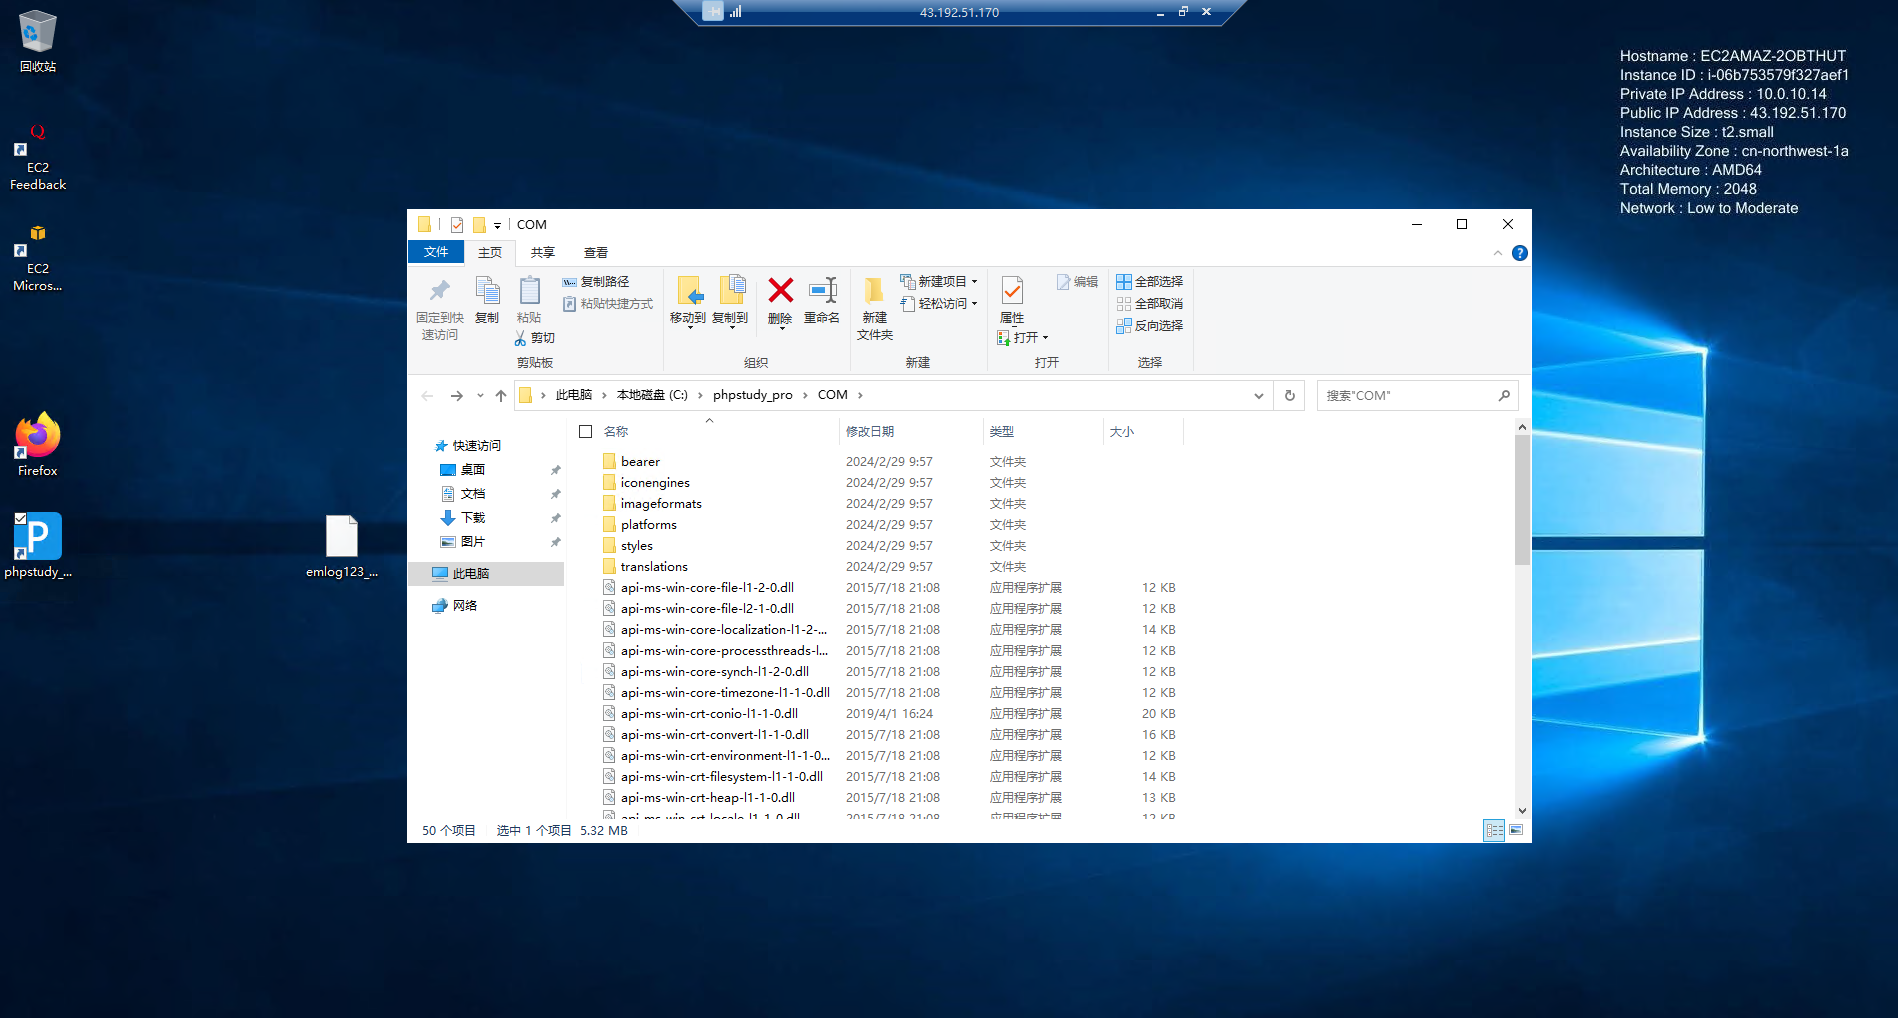 43.192.51.170
回收站
EC2
Feedback
EC2
Micros...
Firefox
phpstudy_...
emlog123_...
Hostname : EC2AMAZ-2OBTHUT
Instance ID : i-06b753579f327aef1
Private IP Address : 10.0.10.14
Public IP Address : 43.192.51.170
Instance Size : t2.small
Availability Zone : cn-northwest-1a
Architecture : AMD64
Total Memory : 2048
Network : Low to Moderate
COM
文件 主页 共享 查看
固定到快
速访问
复制
粘贴
复制路径
粘贴快捷方式
剪切
剪贴板
移动到 复制到 删除 重命名
组织
新建
文件夹
新建项目
轻松访问
新建
属性
打开
编辑
打开
全部选择
全部取消
反向选择
选择
此电脑 › 本地磁盘 (C:) › phpstudy_pro › COM ›
搜索"COM"
快速访问
桌面
文档
下载
图片
此电脑
网络
名称 修改日期 类型 大小
bearer 2024/2/29 9:57 文件夹
iconengines 2024/2/29 9:57 文件夹
imageformats 2024/2/29 9:57 文件夹
platforms 2024/2/29 9:57 文件夹
styles 2024/2/29 9:57 文件夹
translations 2024/2/29 9:57 文件夹
api-ms-win-core-file-l1-2-0.dll 2015/7/18 21:08 应用程序扩展 12 KB
api-ms-win-core-file-l2-1-0.dll 2015/7/18 21:08 应用程序扩展 12 KB
api-ms-win-core-localization-l1-2-... 2015/7/18 21:08 应用程序扩展 14 KB
api-ms-win-core-processthreads-l... 2015/7/18 21:08 应用程序扩展 12 KB
api-ms-win-core-synch-l1-2-0.dll 2015/7/18 21:08 应用程序扩展 12 KB
api-ms-win-core-timezone-l1-1-0.dll 2015/7/18 21:08 应用程序扩展 12 KB
api-ms-win-crt-conio-l1-1-0.dll 2019/4/1 16:24 应用程序扩展 20 KB
api-ms-win-crt-convert-l1-1-0.dll 2015/7/18 21:08 应用程序扩展 16 KB
api-ms-win-crt-environment-l1-1-0... 2015/7/18 21:08 应用程序扩展 12 KB
api-ms-win-crt-filesystem-l1-1-0.dll 2015/7/18 21:08 应用程序扩展 14 KB
api-ms-win-crt-heap-l1-1-0.dll 2015/7/18 21:08 应用程序扩展 13 KB
api-ms-win-crt-locale-l1-1-0.dll 2015/7/18 21:08 应用程序扩展 12 KB
50 个项目 选中 1 个项目 5.32 MB